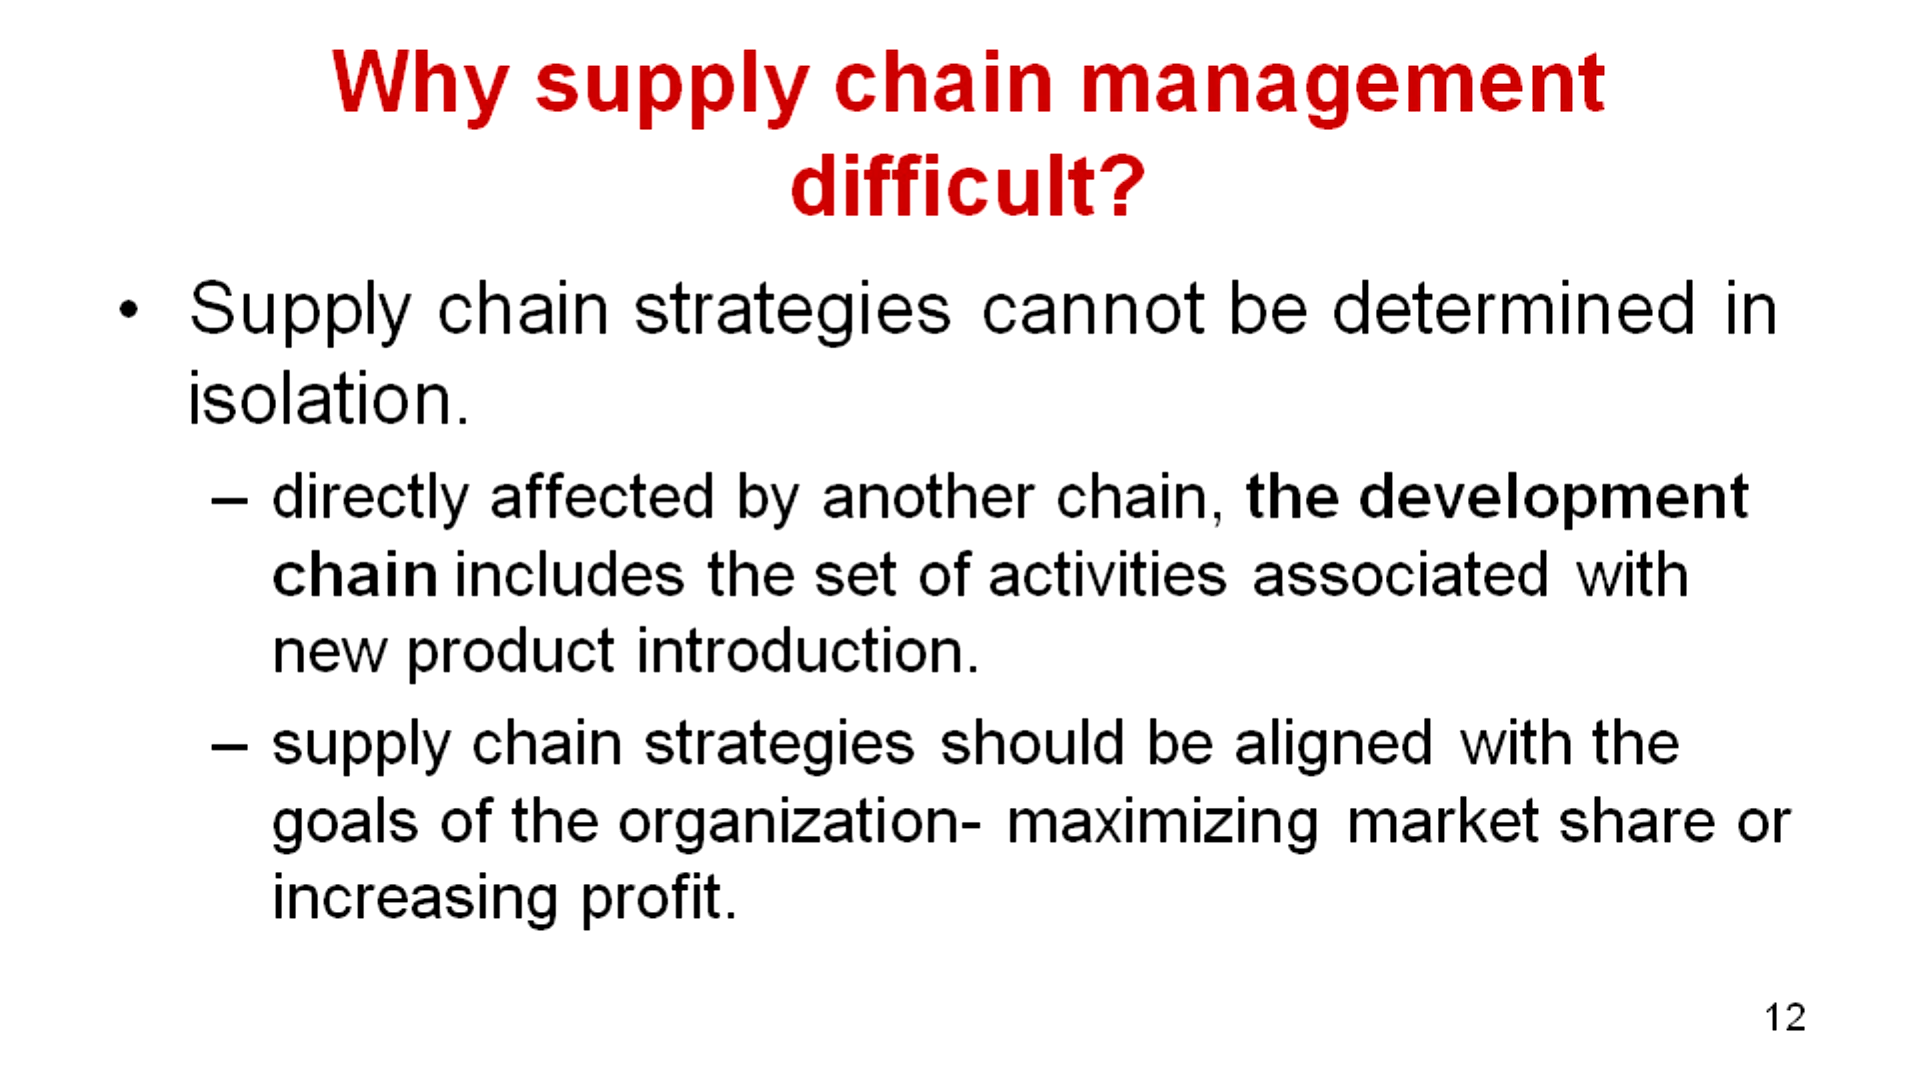 Why supply chain management
difficult?
• Supply chain strategies cannot be determined in
isolation.
– directly affected by another chain, the development
chain includes the set of activities associated with
new product introduction.
– supply chain strategies should be aligned with the
goals of the organization- maximizing market share or
increasing profit.
12